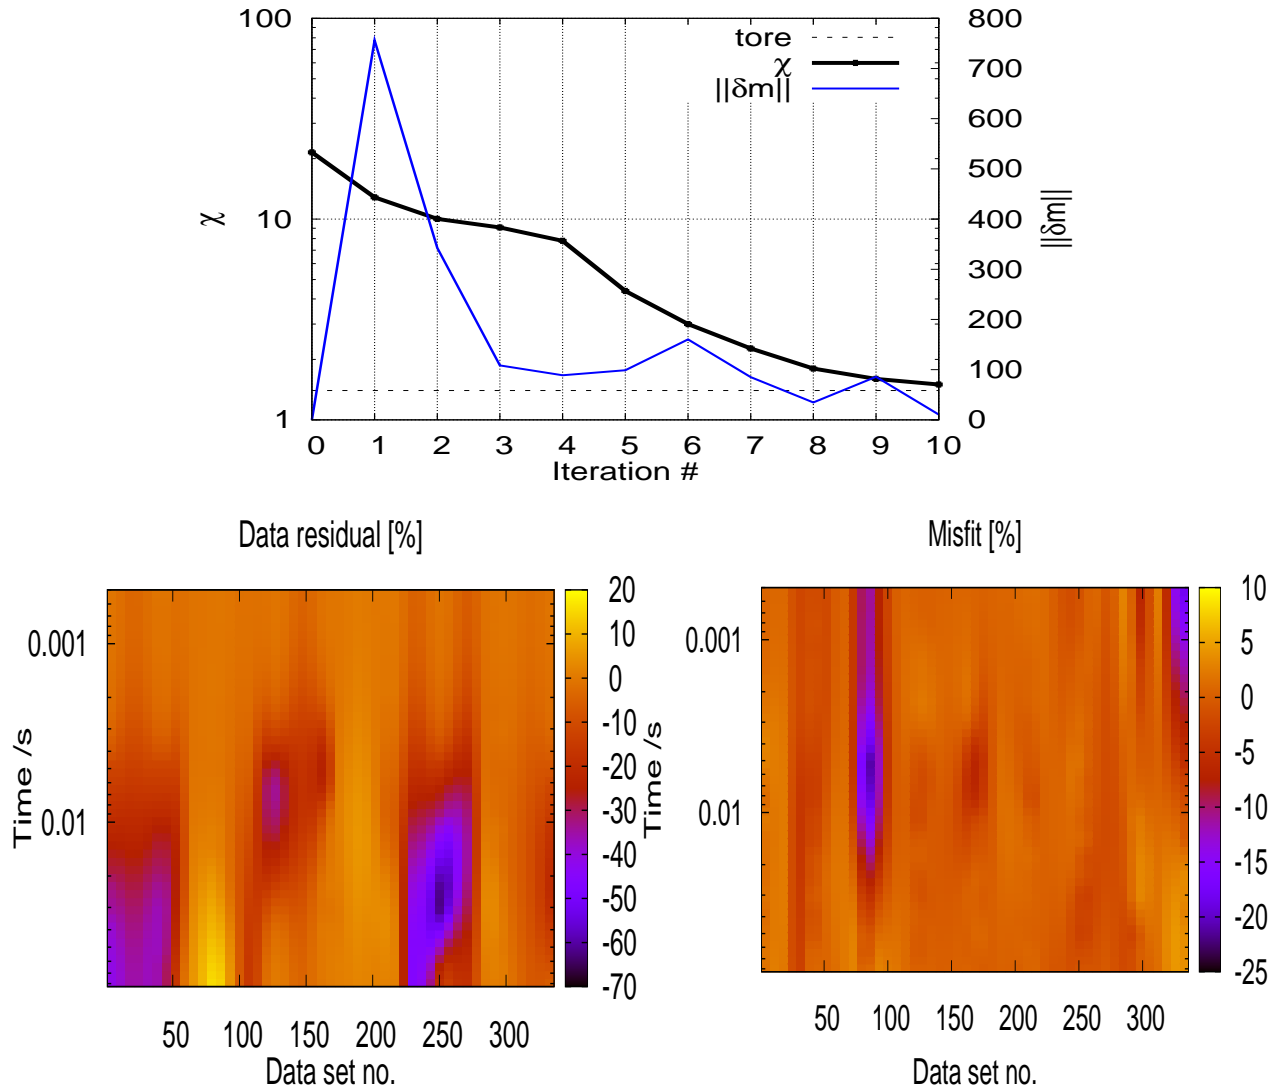 100
10
1
χ
tore
χ
||δm||
800
700
600
500
400
300
200
100
0
||δm||
0 1 2 3 4 5 6 7 8 9 10
Iteration #
Data residual [%]
Time /s
0.001
0.01
50 100 150 200 250 300
Data set no.
20
10
0
-10
-20
-30
-40
-50
-60
-70
Misfit [%]
Time /s
0.001
0.01
50 100 150 200 250 300
Data set no.
10
5
0
-5
-10
-15
-20
-25